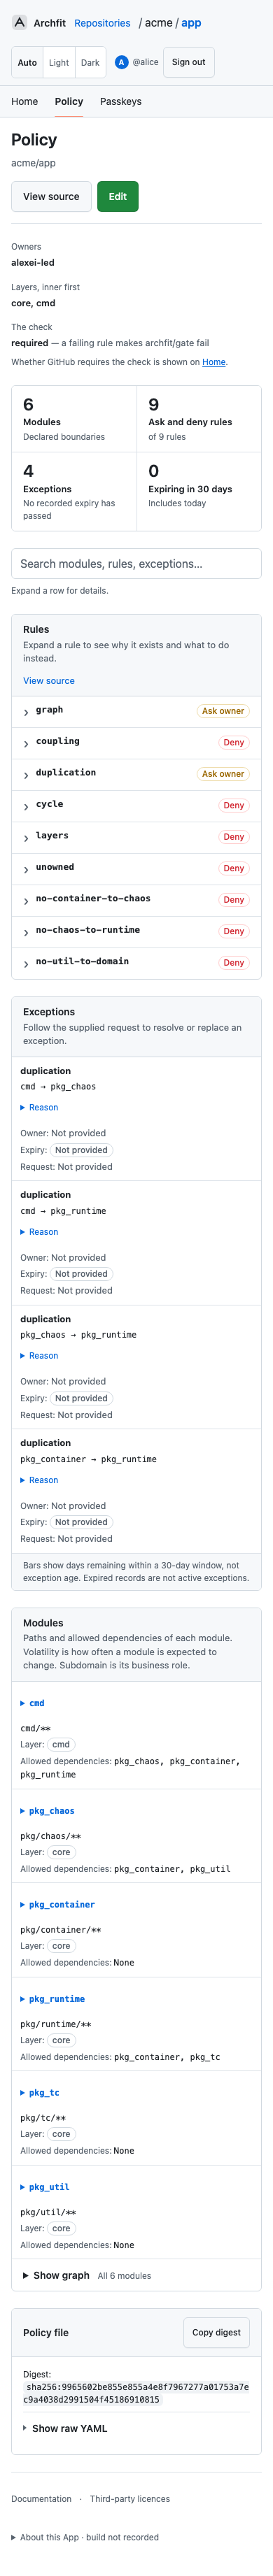 A Archfit Repositories / acme / app
Auto Light Dark A @alice Sign out
Home Policy Passkeys
Policy
acme/app
View source Edit
Owners
alexei-led
Layers, inner first
core, cmd
The check
required — a failing rule makes archfit/gate fail
Whether GitHub requires the check is shown on Home.
6
Modules
Declared boundaries
9
Ask and deny rules
of 9 rules
4
Exceptions
No recorded expiry has
passed
0
Expiring in 30 days
Includes today
Search modules, rules, exceptions...
Expand a row for details.
Rules
Expand a rule to see why it exists and what to do
instead.
View source
graph Ask owner
coupling Deny
duplication Ask owner
cycle Deny
layers Deny
unowned Deny
no-container-to-chaos Deny
no-chaos-to-runtime Deny
no-util-to-domain Deny
Exceptions
Follow the supplied request to resolve or replace an
exception.
duplication
cmd → pkg_chaos
Reason
Owner: Not provided
Expiry: Not provided
Request: Not provided
duplication
cmd → pkg_runtime
Reason
Owner: Not provided
Expiry: Not provided
Request: Not provided
duplication
pkg_chaos → pkg_runtime
Reason
Owner: Not provided
Expiry: Not provided
Request: Not provided
duplication
pkg_container → pkg_runtime
Reason
Owner: Not provided
Expiry: Not provided
Request: Not provided
Bars show days remaining within a 30-day window, not
exception age. Expired records are not active exceptions.
Modules
Paths and allowed dependencies of each module.
Volatility is how often a module is expected to
change. Subdomain is its business role.
cmd
cmd/**
Layer: cmd
Allowed dependencies: pkg_chaos, pkg_container,
pkg_runtime
pkg_chaos
pkg/chaos/**
Layer: core
Allowed dependencies: pkg_container, pkg_util
pkg_container
pkg/container/**
Layer: core
Allowed dependencies: None
pkg_runtime
pkg/runtime/**
Layer: core
Allowed dependencies: pkg_container, pkg_tc
pkg_tc
pkg/tc/**
Layer: core
Allowed dependencies: None
pkg_util
pkg/util/**
Layer: core
Allowed dependencies: None
Show graph All 6 modules
Policy file Copy digest
Digest:
sha256:9965602be855e855a4e8f7967277a01753a7e
c9a4038d2991504f45186910815
Show raw YAML
Documentation · Third-party licences
About this App · build not recorded